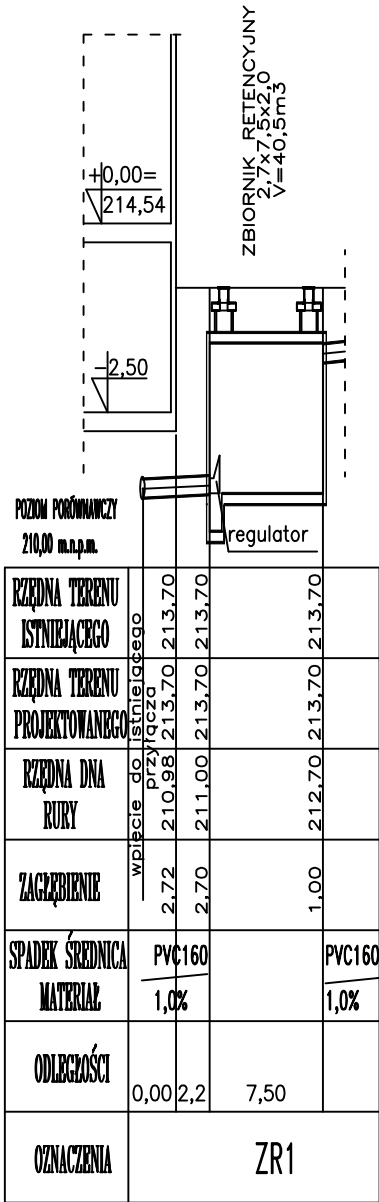 ZBIORNIK RETENCYJNY
2,7x7,5x2,0
V=40,5m3
+0,00=
214,54
-2,50
regulator
POZIOM PORÓWNAWCZY
210,00 m.n.p.m.
wpięcie do istniejącego
przyłącza
RZĘDNA TERENU
ISTNIEJĄCEGO
213,70 213,70 213,70
RZĘDNA TERENU
PROJEKTOWANEGO
213,70 213,70 213,70
RZĘDNA DNA
RURY
210,98 211,00 212,70
ZAGŁĘBIENIE
2,72 2,70 1,00
SPADEK ŚREDNICA
MATERIAŁ
PVC160 PVC160
1,0% 1,0%
ODLEGŁOŚCI
0,00 2,2 7,50
OZNACZENIA
ZR1